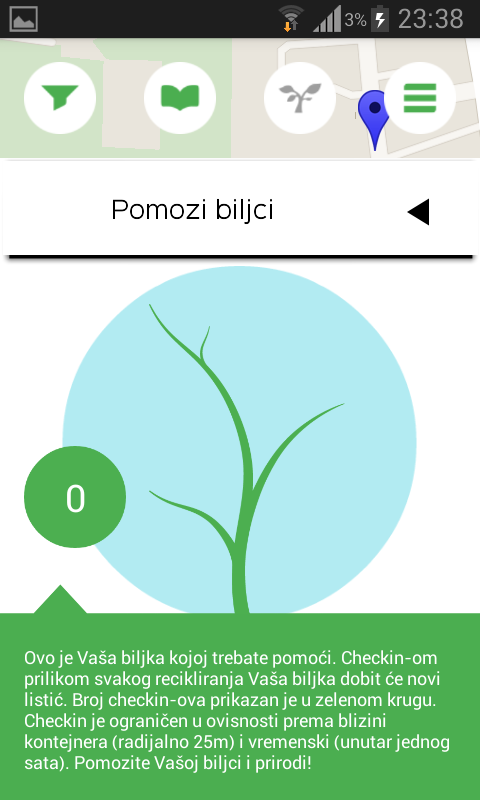 3% 23:38
Pomozi biljci
0
Ovo je Vaša biljka kojoj trebate pomoći. Checkin-om
prilikom svakog recikliranja Vaša biljka dobit će novi
listić. Broj checkin-ova prikazan je u zelenom krugu.
Checkin je ograničen u ovisnosti prema blizini
kontejnera (radijalno 25m) i vremenski (unutar jednog
sata). Pomozite Vašoj biljci i prirodi!